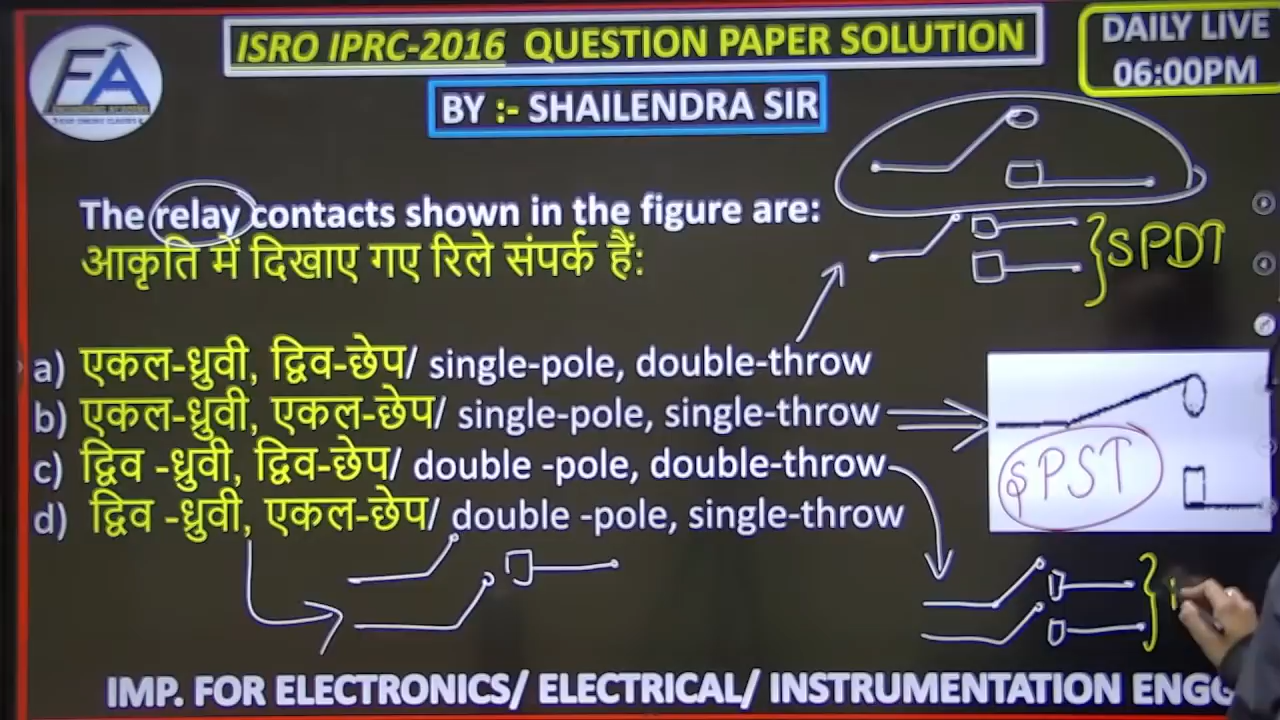 ISRO IPRC-2016 QUESTION PAPER SOLUTION
DAILY LIVE
06:00PM
EA
BY :- SHAILENDRA SIR
The relay contacts shown in the figure are:
आकृति में दिखाए गए रिले संपर्क हैं:
SPDT
a) एकल-ध्रुवी, द्विव-छेप/ single-pole, double-throw
b) एकल-ध्रुवी, एकल-छेप/ single-pole, single-throw
c) द्विव -ध्रुवी, द्विव-छेप/ double -pole, double-throw
d) द्विव -ध्रुवी, एकल-छेप/ double -pole, single-throw
SPST
IMP. FOR ELECTRONICS/ ELECTRICAL/ INSTRUMENTATION ENGG